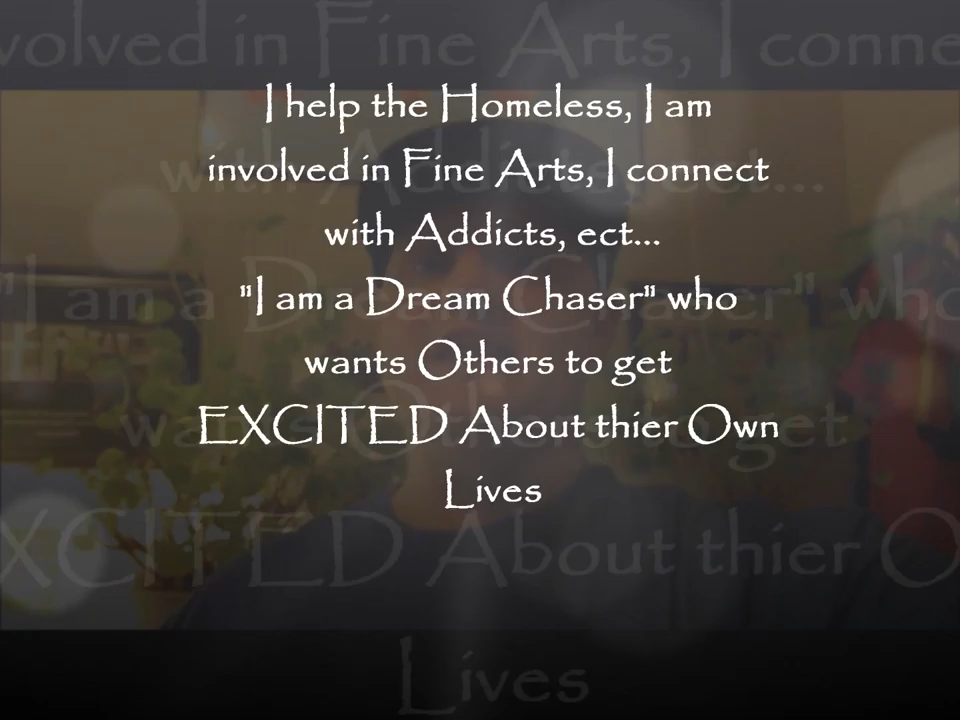 I help the Homeless, I am
involved in Fine Arts, I connect
with Addicts, ect...
"I am a Dream Chaser" who
wants Others to get
EXCITED About thier Own
Lives